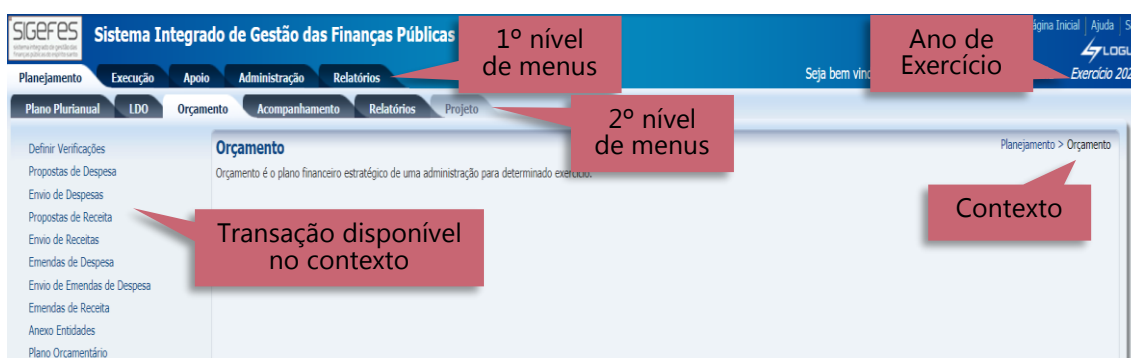 SIGEFES
Sistema Integrado de Gestão das Finanças Públicas
1º nível
de menus
Ano de
Exercício
Página Inicial | Ajuda | S
LOGU
Planejamento Execução Apoio Administração Relatórios
Seja bem vind
Exercício 202
Plano Plurianual LDO Orçamento Acompanhamento Relatórios Projeto
2º nível
de menus
Definir Verificações
Propostas de Despesa
Envio de Despesas
Propostas de Receita
Envio de Receitas
Emendas de Despesa
Envio de Emendas de Despesa
Emendas de Receita
Anexo Entidades
Plano Orçamentário
Orçamento
Orçamento é o plano financeiro estratégico de uma administração para determinado exercício.
Planejamento > Orçamento
Contexto
Transação disponível
no contexto